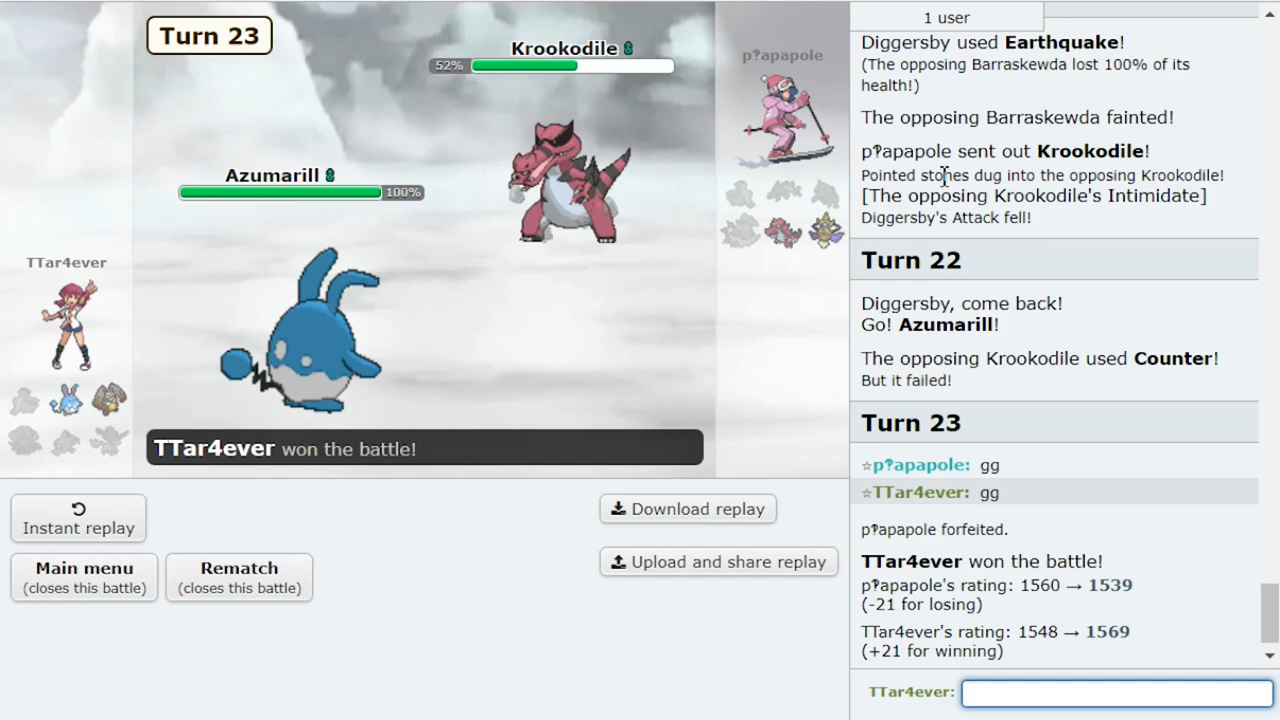 Turn 23
Krookodile
52%
Azumarill
100%
TTar4ever
TTar4ever won the battle!
Instant replay
Main menu
(closes this battle)
Rematch
(closes this battle)
Download replay
Upload and share replay
1 user
Diggersby used Earthquake!
(The opposing Barraskewda lost 100% of its
health!)
The opposing Barraskewda fainted!
sent out Krookodile!
Pointed stones dug into the opposing Krookodile!
[The opposing Krookodile's Intimidate]
Diggersby's Attack fell!
Turn 22
Diggersby, come back!
Go! Azumarill!
The opposing Krookodile used Counter!
But it failed!
Turn 23
☆ gg
☆TTar4ever: gg
forfeited.
TTar4ever won the battle!
rating: 1560 → 1539
(-21 for losing)
TTar4ever's rating: 1548 → 1569
(+21 for winning)
TTar4ever: